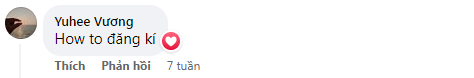 Yuhee Vương
How to đăng kí
Thích Phản hồi 7 tuần